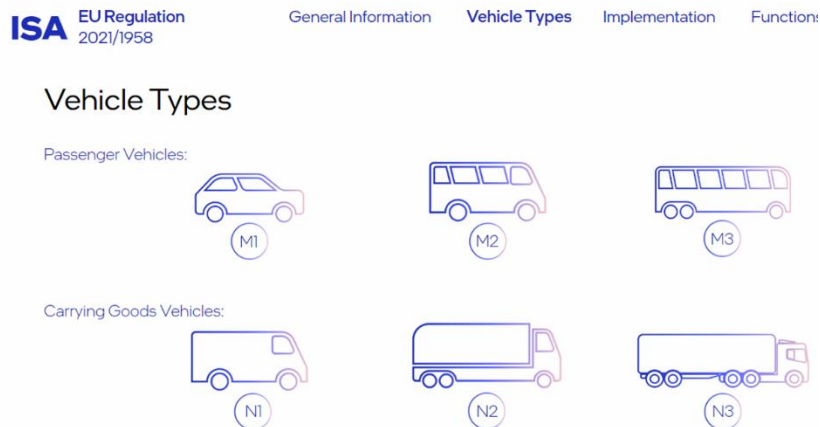 ISA EU Regulation 2021/1958
General Information Vehicle Types Implementation Functions
Vehicle Types
Passenger Vehicles:
M1 M2 M3
Carrying Goods Vehicles:
N1 N2 N3